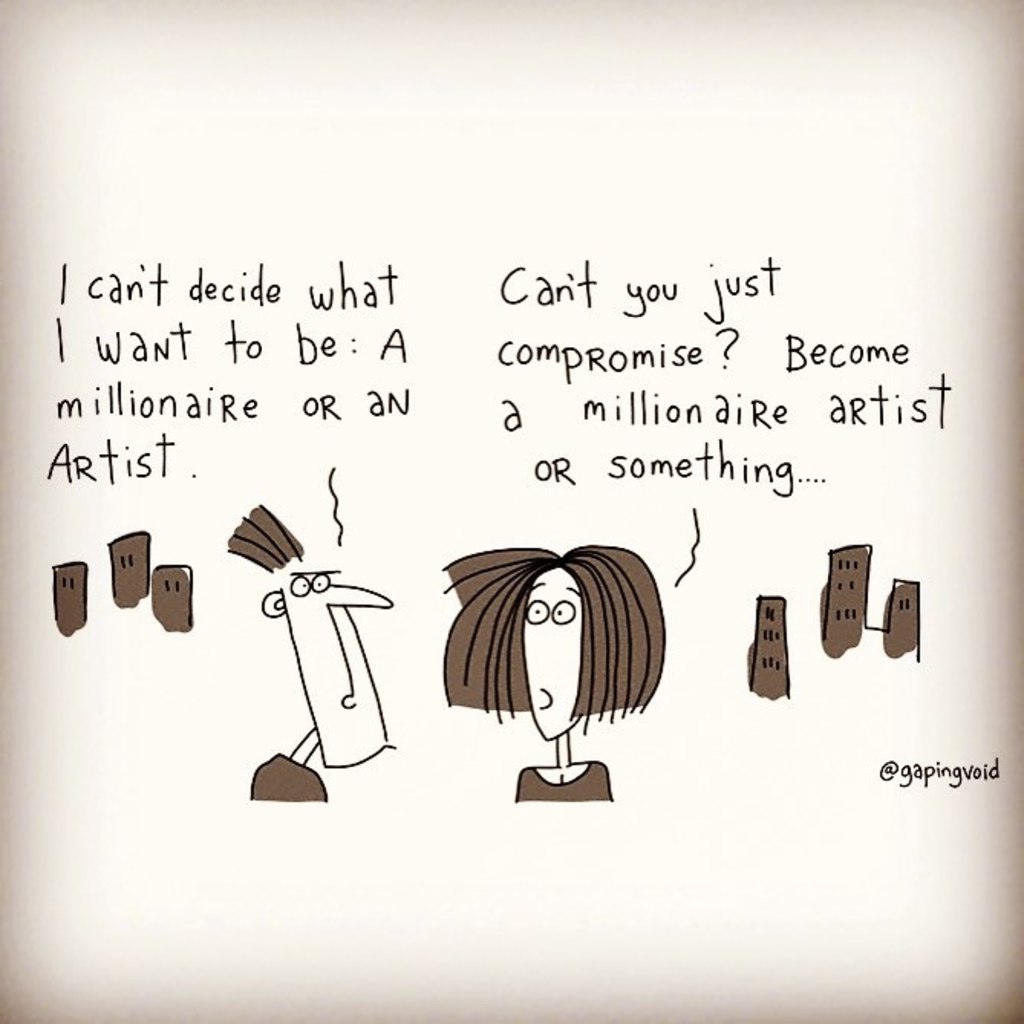 I can't decide what
I want to be: A
millionaire OR an
Artist.
Can't you just
compromise? Become
a millionaire artist
OR something....
@gapingvoid